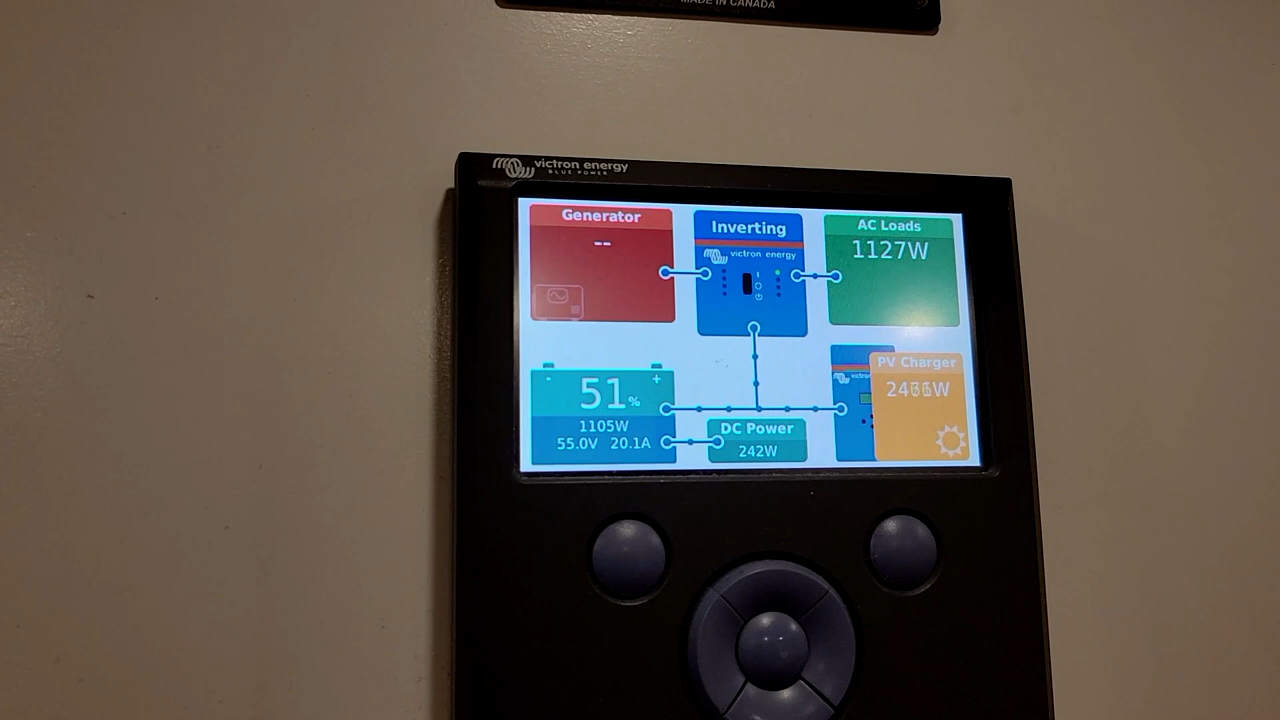 MADE IN CANADA
victron energy
BLUE POWER
Generator
--
Inverting
victron energy
AC Loads
1127W
51%
1105W
55.0V 20.1A
DC Power
242W
PV Charger